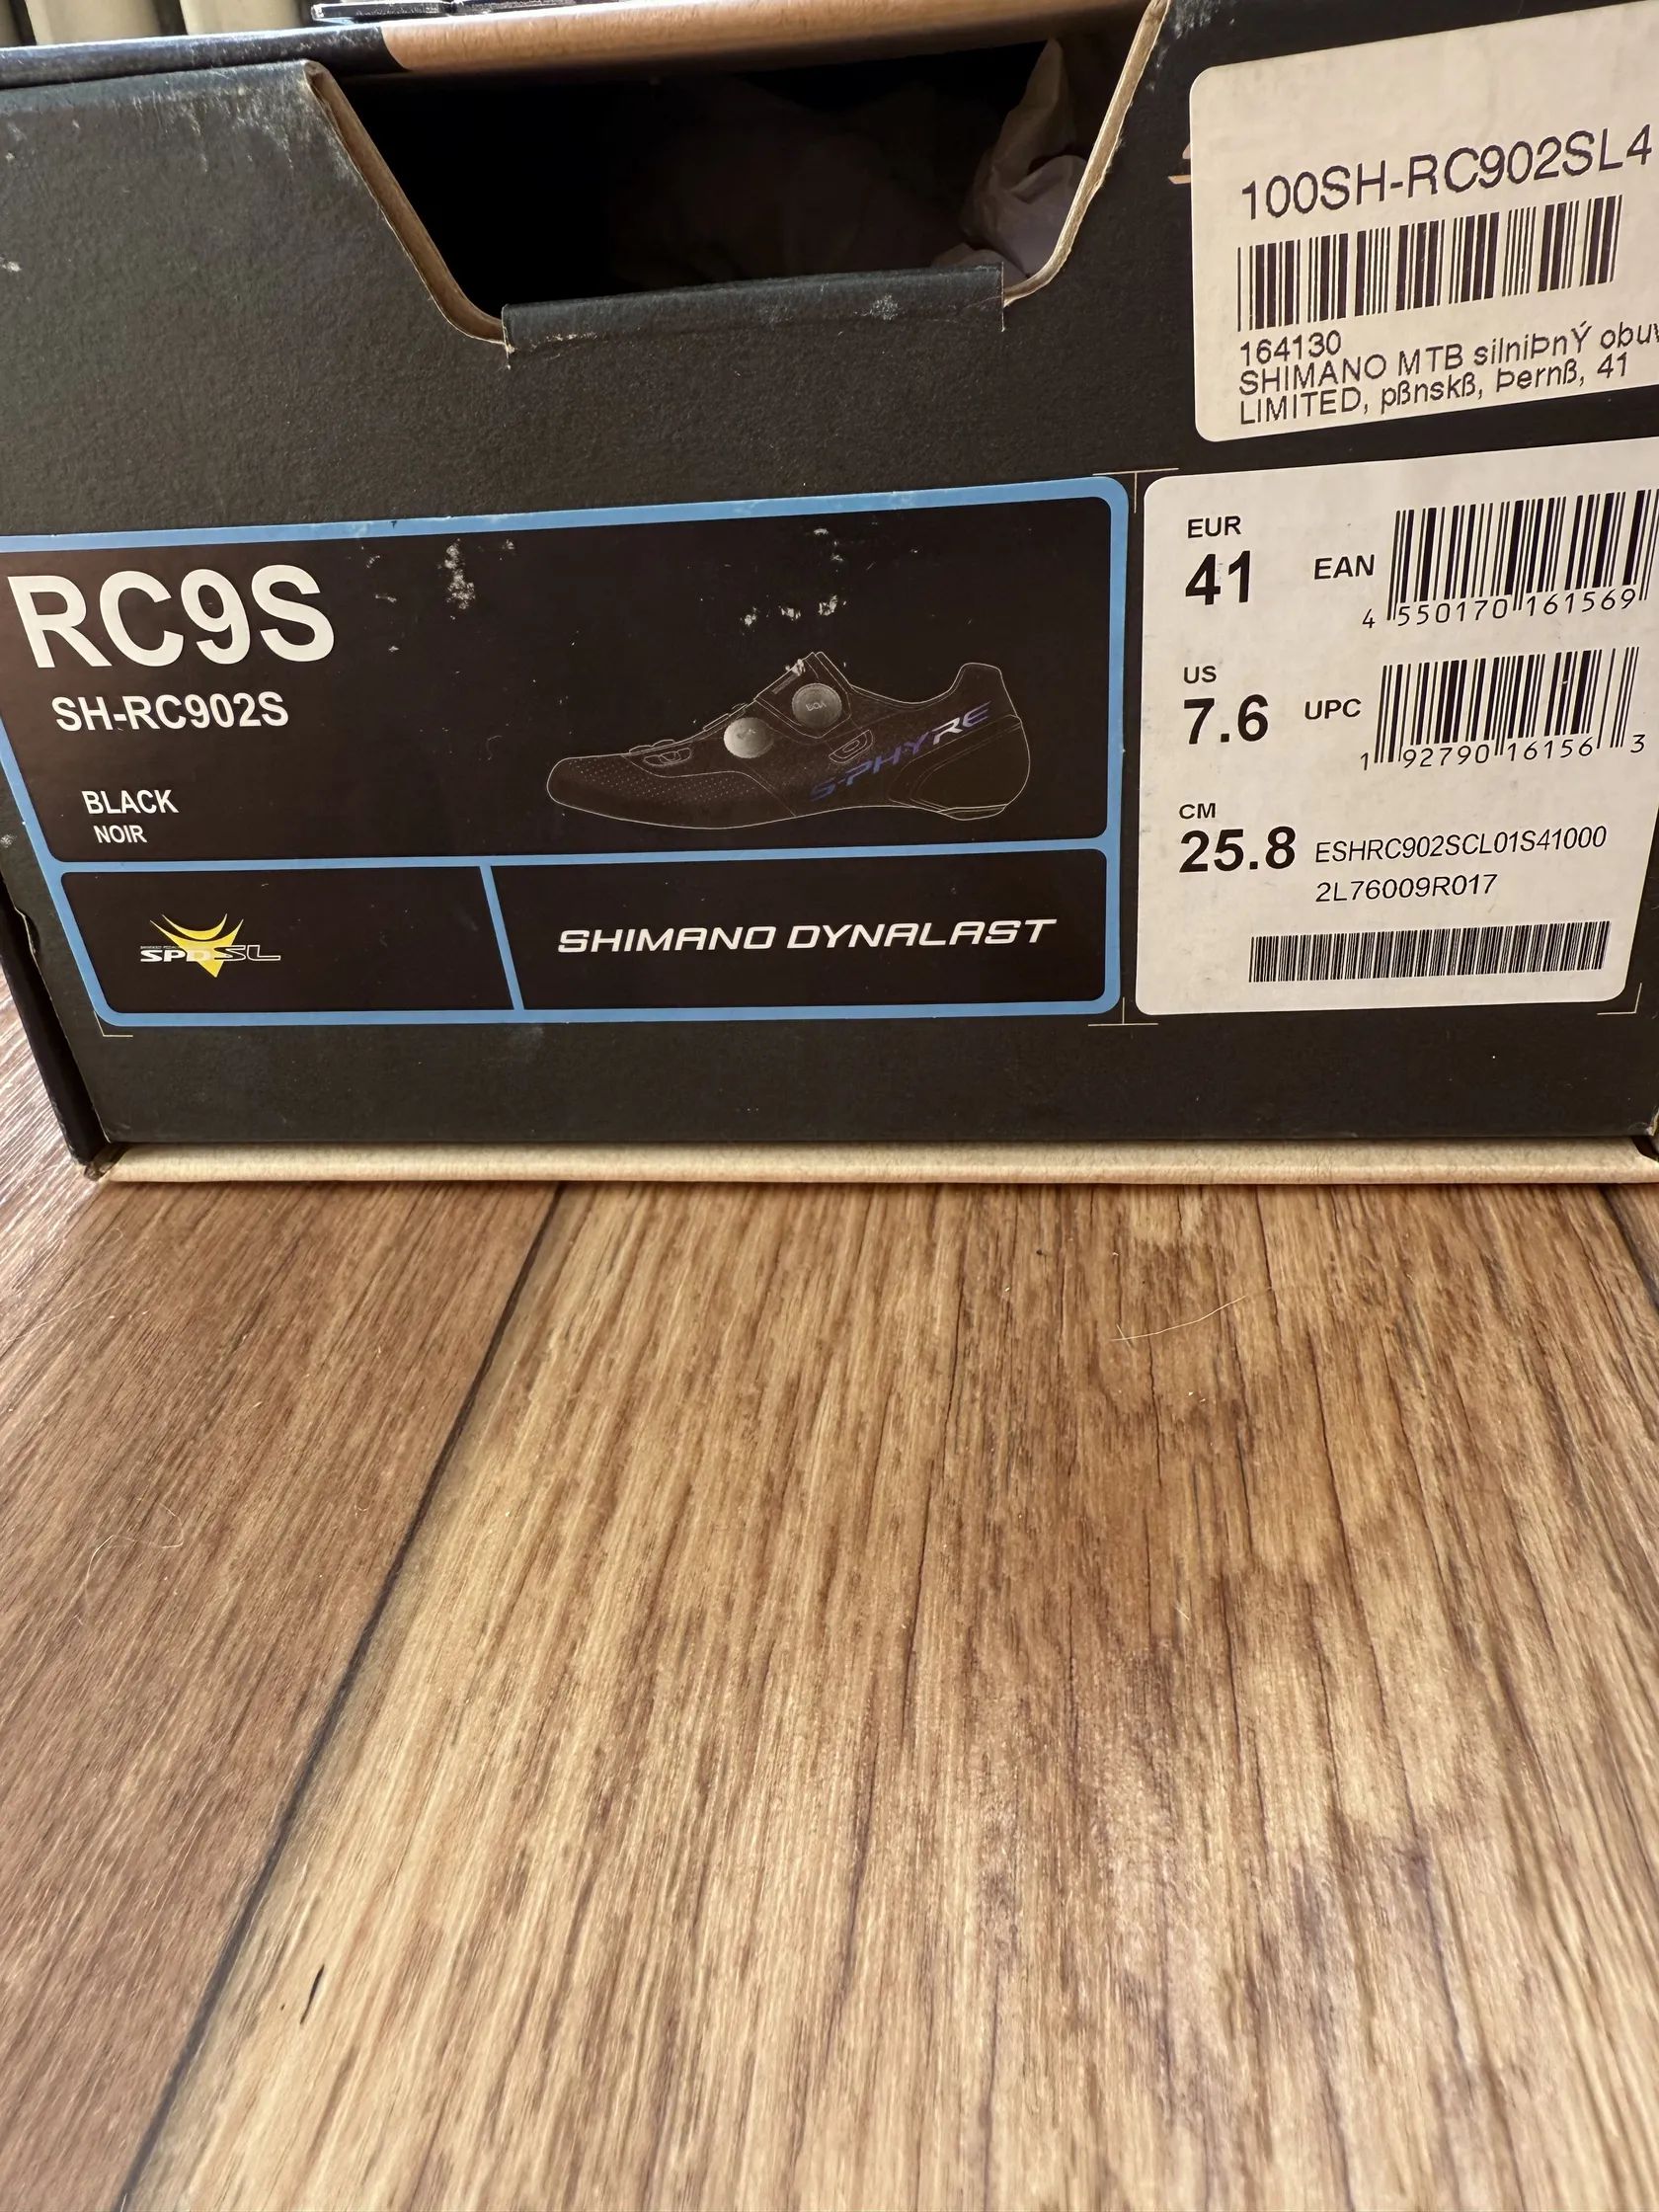 100SH-RC902SL4
164130
SHIMANO MTB silniÞnÝ obuv
LIMITED, pßnskß, Þernß, 41
RC9S
SH-RC902S
BLACK
NOIR
BOA
S-PHYRE
SPD-SL
SHIMANO DYNALAST
EUR
41
EAN
4 550170 161569
US
7.6
UPC
1 92790 16156 3
CM
25.8
ESHRC902SCL01S41000
2L76009R017